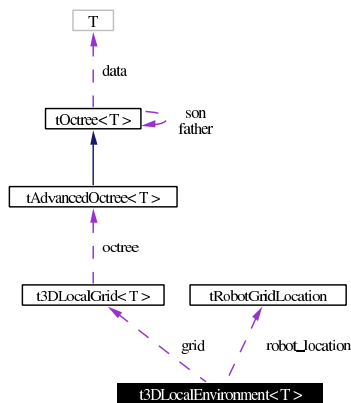 T
data
tOctree< T >
son
father
tAdvancedOctree< T >
octree
t3DLocalGrid< T >
tRobotGridLocation
grid
robot_location
t3DLocalEnvironment< T >